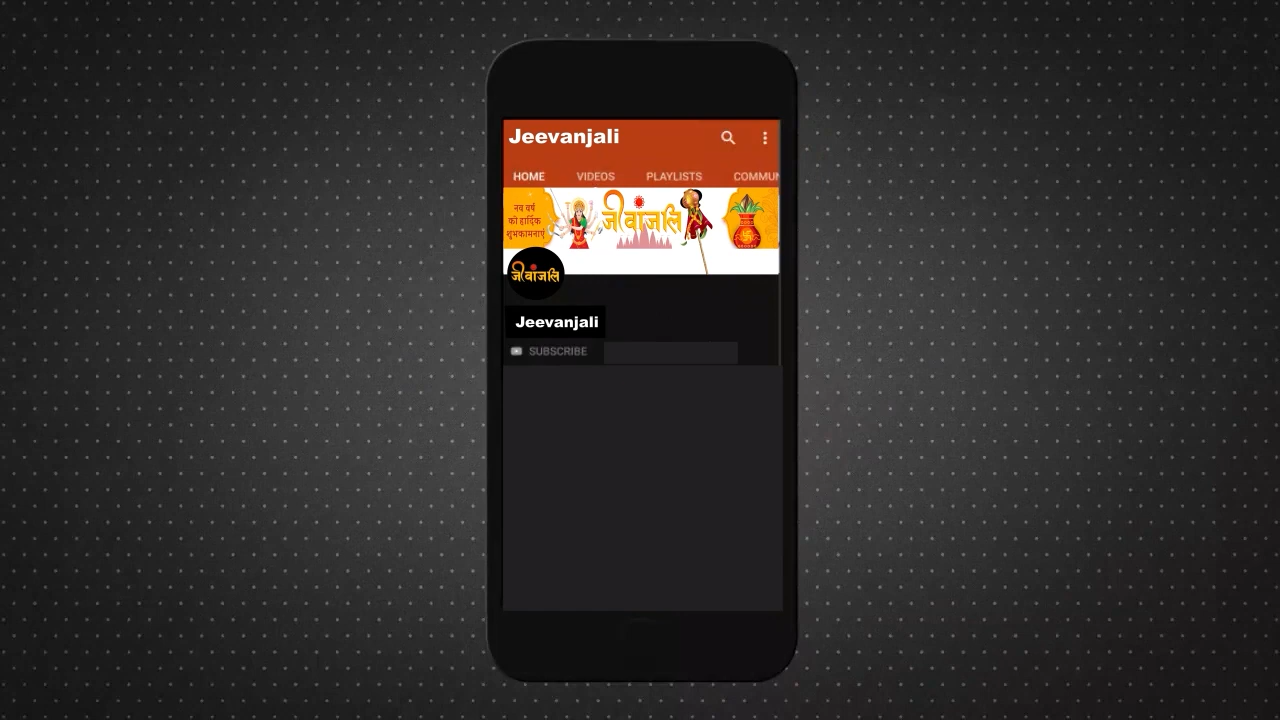 Jeevanjali
HOME VIDEOS PLAYLISTS COMMUN
नव वर्ष
की हार्दिक
शुभकामनाएं
जीवांजलि
जीवांजलि
Jeevanjali
SUBSCRIBE